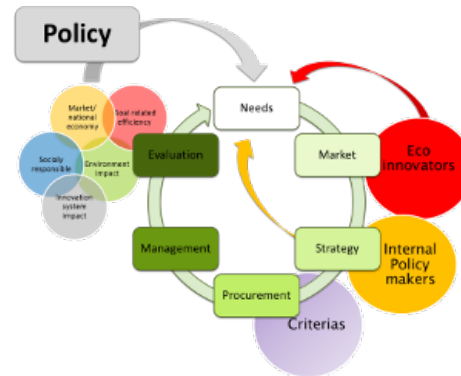 Policy
Market/
national
economy
Goal related
efficiency
Socially
responsible
Environment
impact
Innovation
system
impact
Needs
Evaluation
Market
Eco
innovators
Management
Strategy
Internal
Policy
makers
Procurement
Criterias